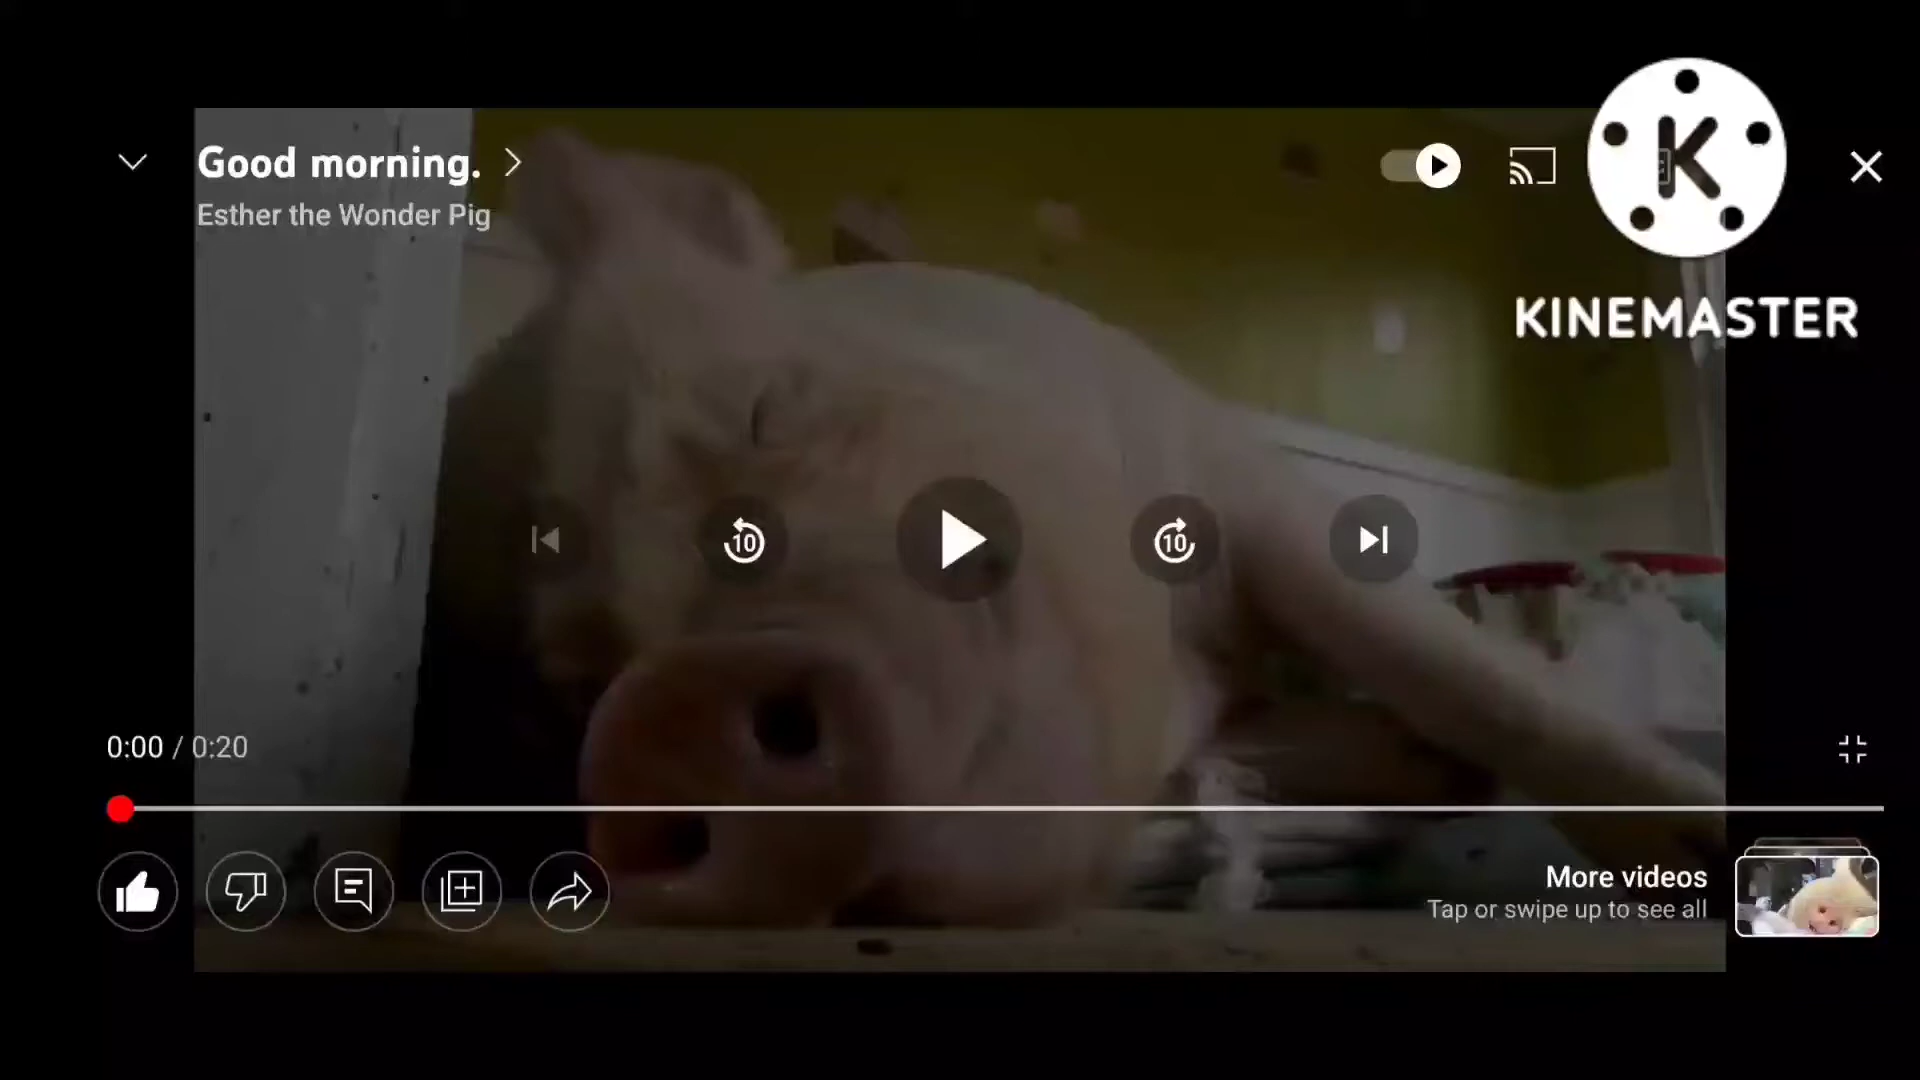 Good morning.
Esther the Wonder Pig
K
KINEMASTER
10
10
0:00 / 0:20
More videos
Tap or swipe up to see all